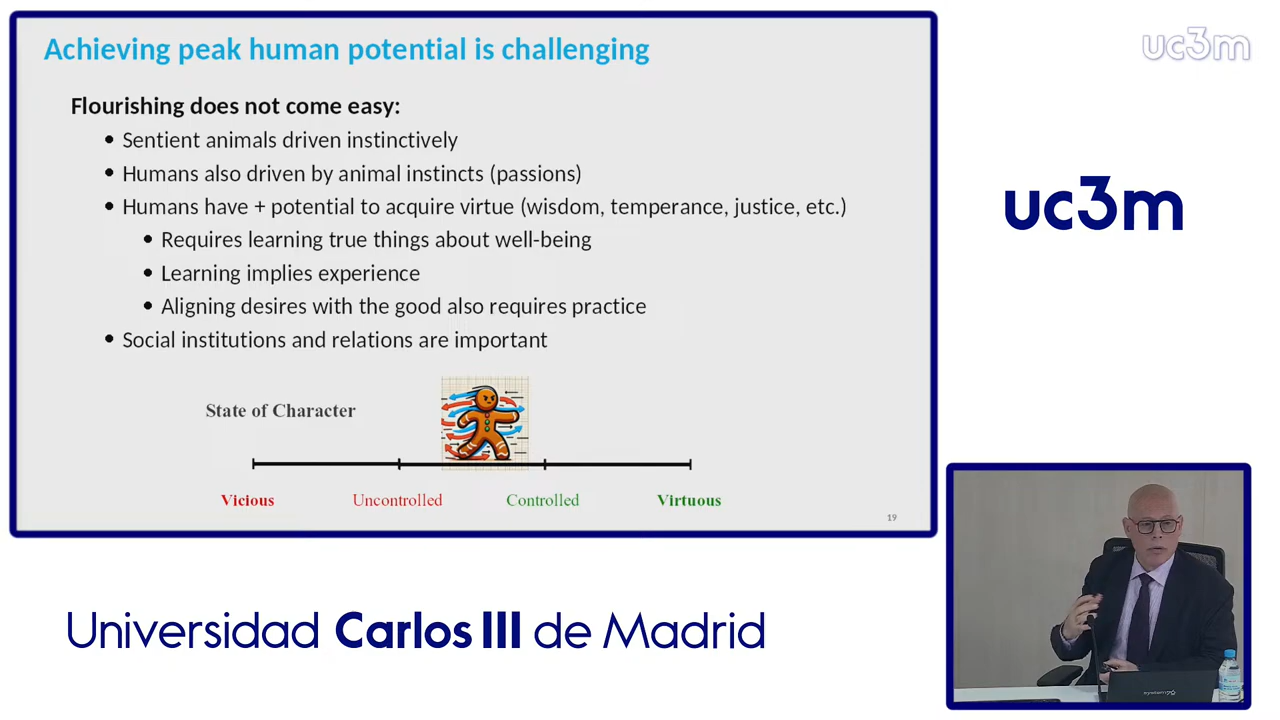 Achieving peak human potential is challenging
uc3m
Flourishing does not come easy:
• Sentient animals driven instinctively
• Humans also driven by animal instincts (passions)
• Humans have + potential to acquire virtue (wisdom, temperance, justice, etc.)
• Requires learning true things about well-being
• Learning implies experience
• Aligning desires with the good also requires practice
• Social institutions and relations are important
uc3m
State of Character
Vicious Uncontrolled Controlled Virtuous
19
Universidad Carlos III de Madrid